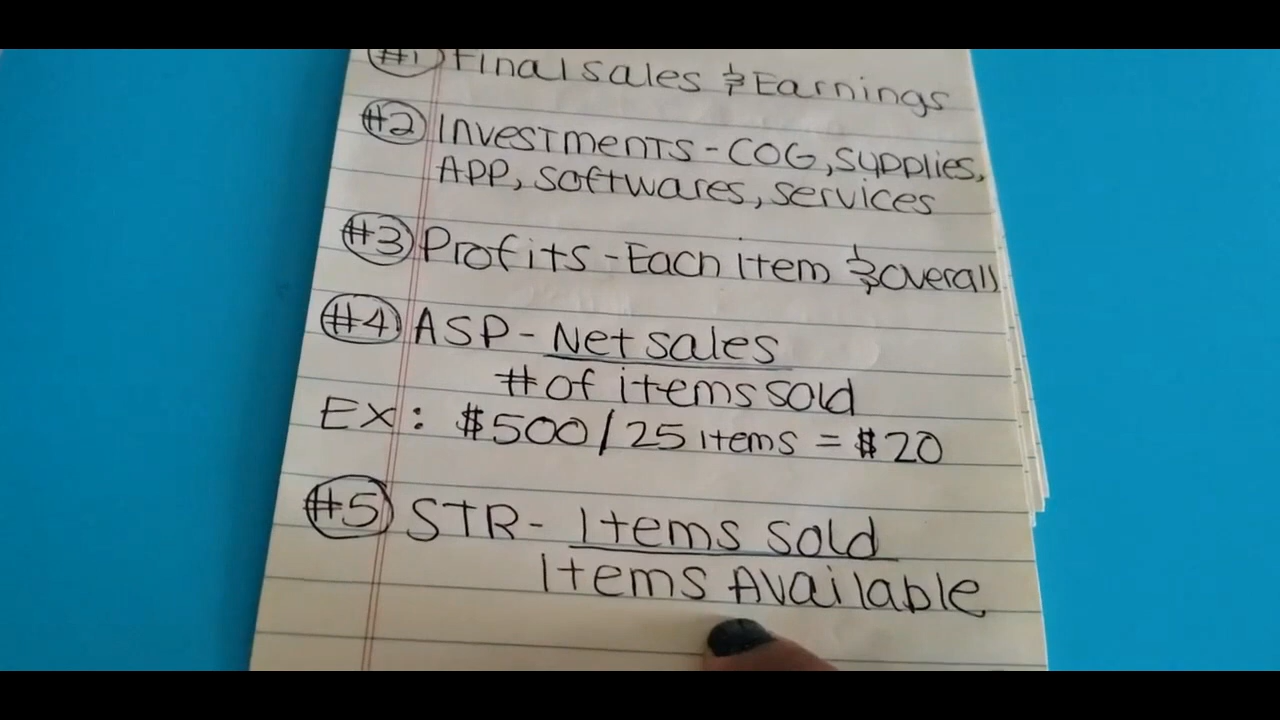 #1 Final sales & Earnings
#2 Investments - COG, supplies,
APP, softwares, services
#3 Profits - Each item & overall
#4 ASP - Net sales
# of items sold
Ex: $500 / 25 items = $20
#5 STR - Items sold
Items Available